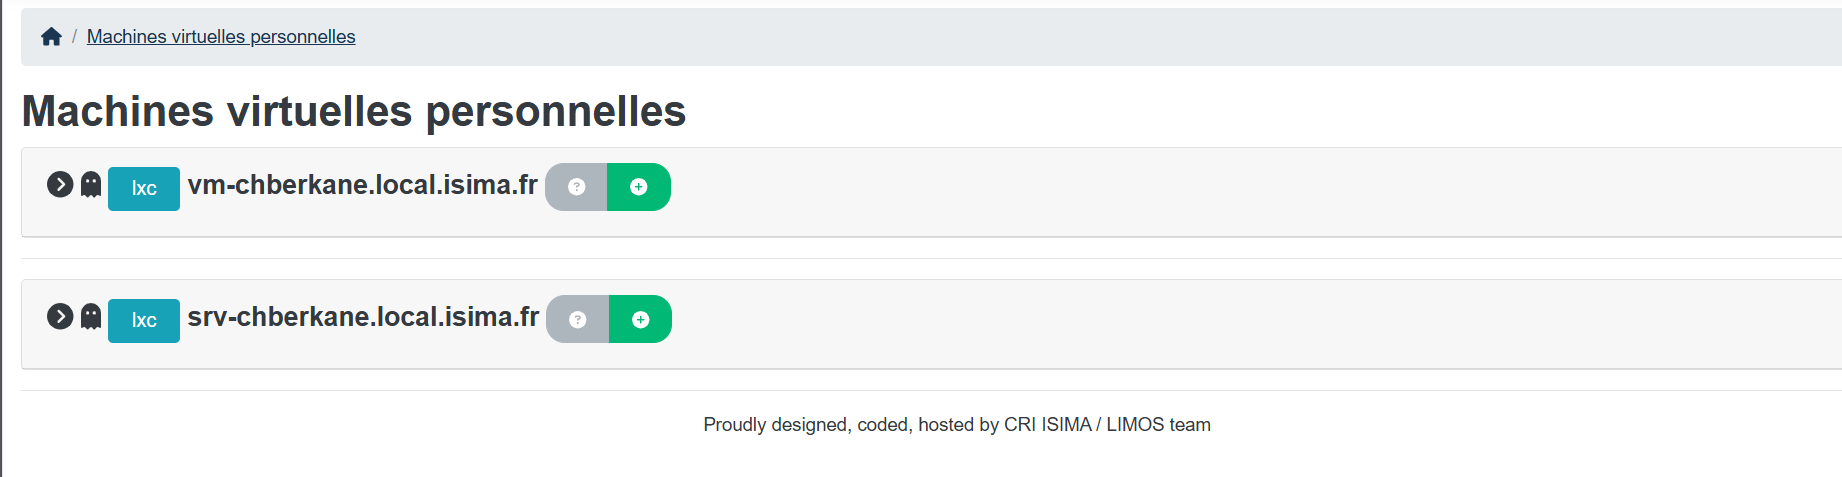 / Machines virtuelles personnelles
Machines virtuelles personnelles
lxc vm-chberkane.local.isima.fr ? +
lxc srv-chberkane.local.isima.fr ? +
Proudly designed, coded, hosted by CRI ISIMA / LIMOS team